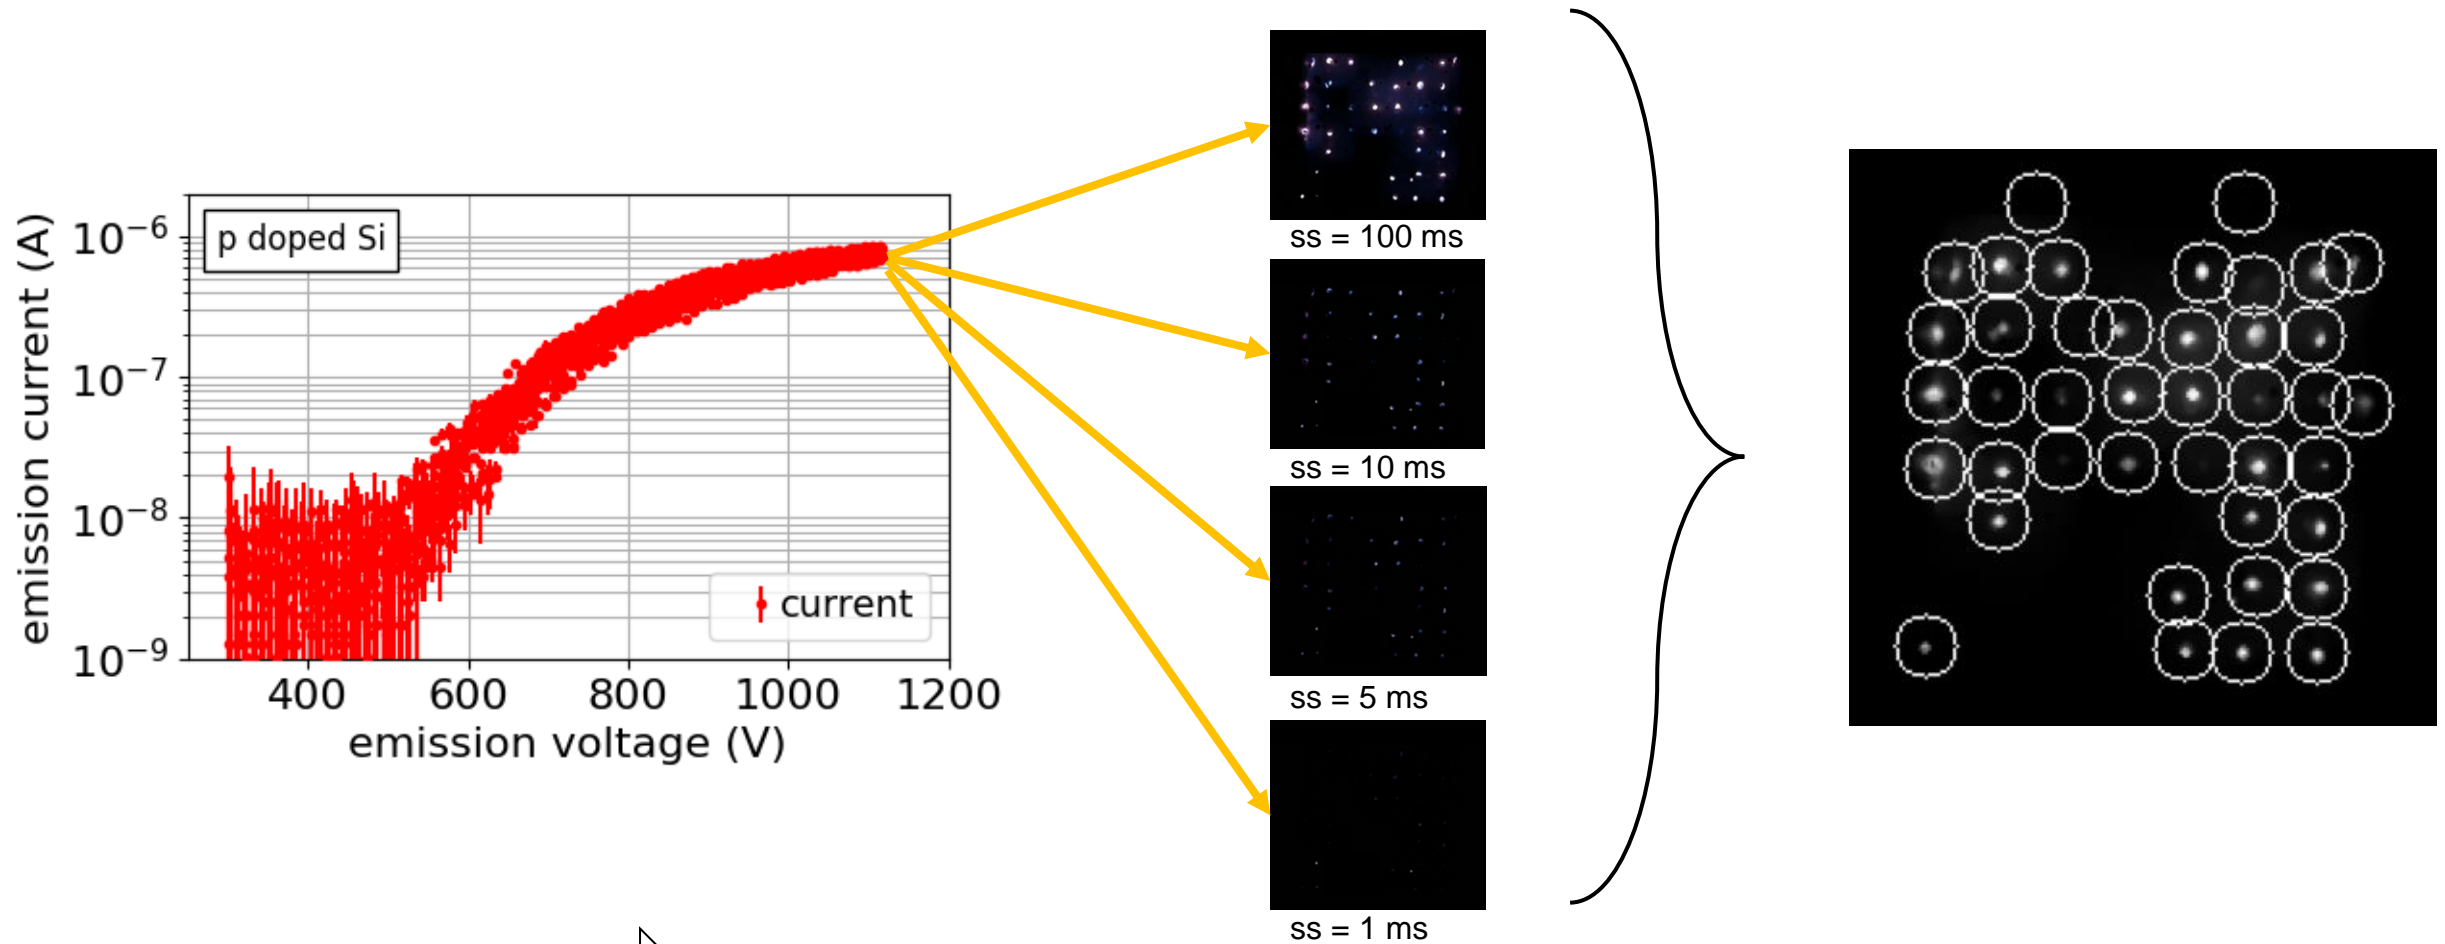 emission current (A)
10⁻⁶
10⁻⁷
10⁻⁸
10⁻⁹
p doped Si
current
400 600 800 1000 1200
emission voltage (V)
ss = 100 ms
ss = 10 ms
ss = 5 ms
ss = 1 ms